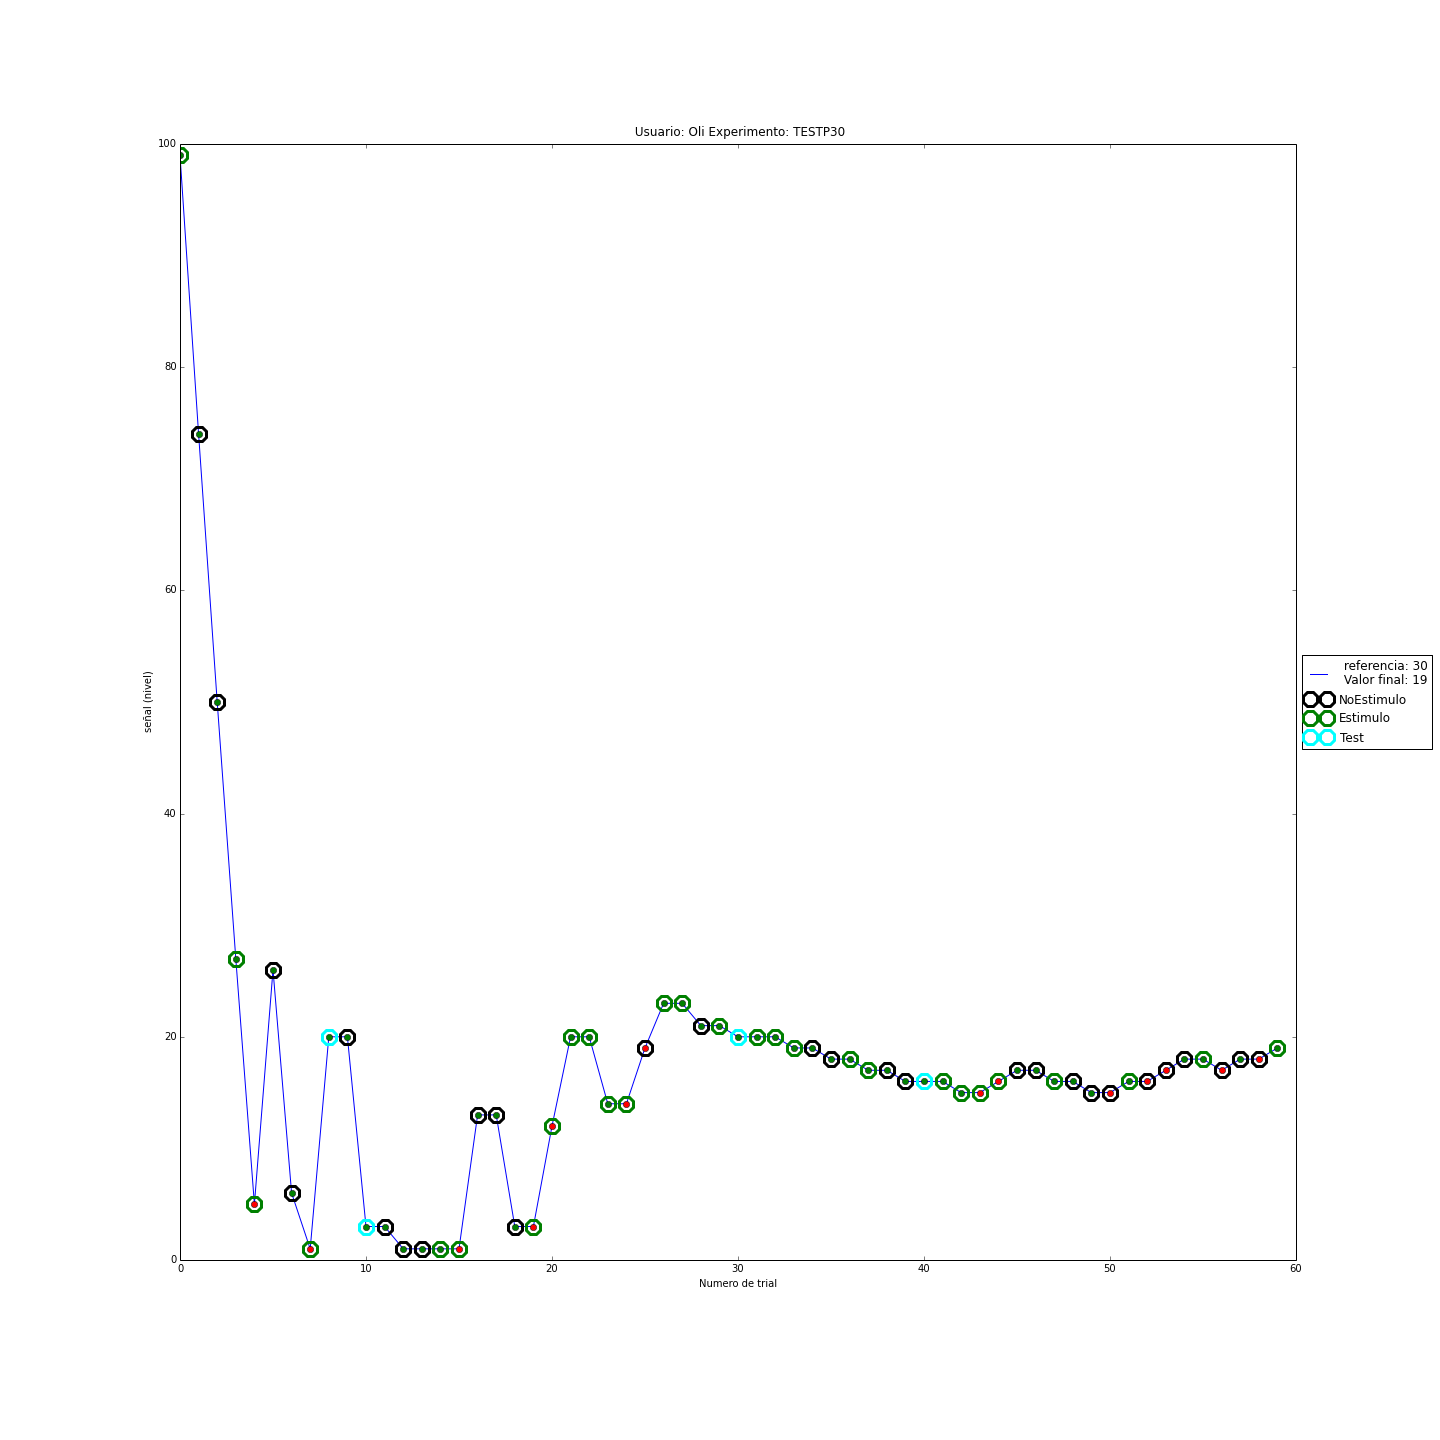 Usuario: Oli Experimento: TESTP30
100
80
60
40
20
0
señal (nivel)
0 10 20 30 40 50 60
Numero de trial
referencia: 30
Valor final: 19
NoEstimulo
Estimulo
Test